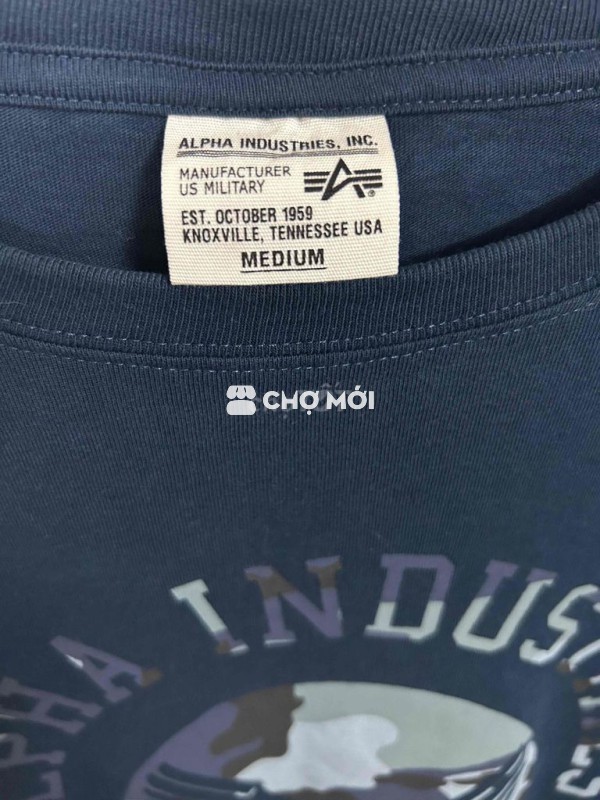 ALPHA INDUSTRIES, INC.
MANUFACTURER
US MILITARY
EST. OCTOBER 1959
KNOXVILLE, TENNESSEE USA
MEDIUM
CHỢ MỚI